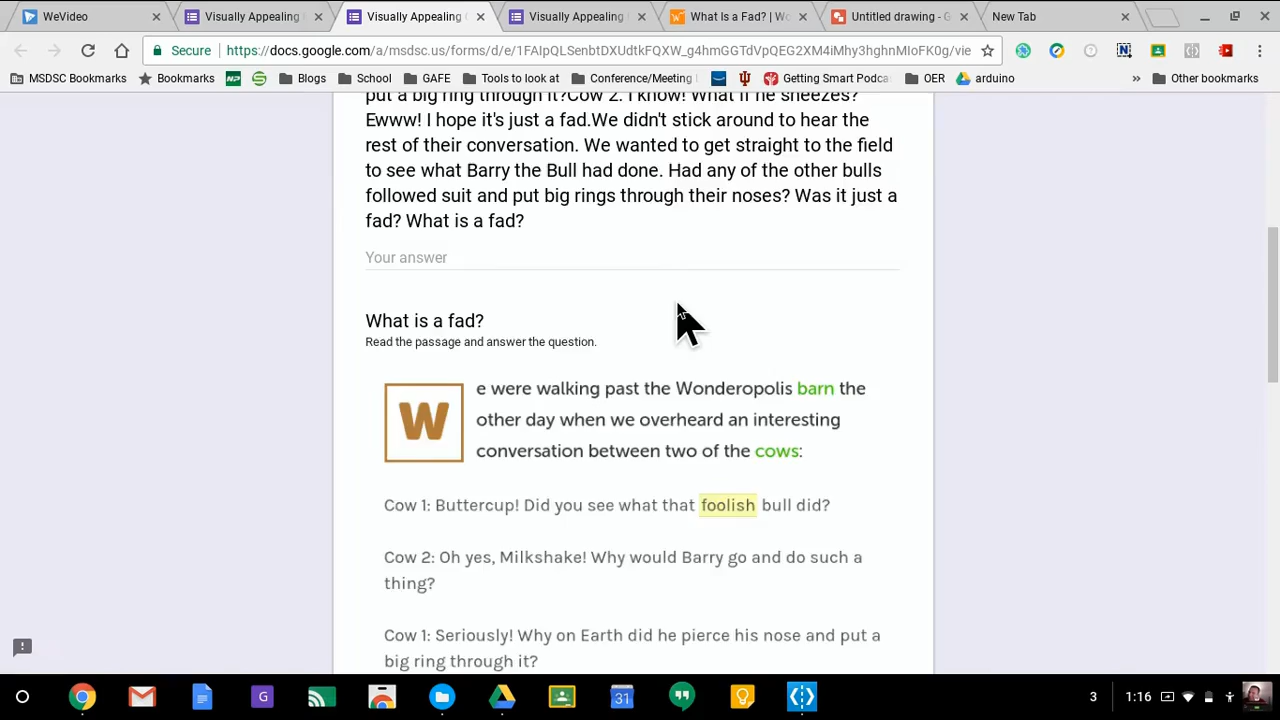 WeVideo
Visually Appealing
Visually Appealing
Visually Appealing
What Is a Fad? | Wo
Untitled drawing - G
New Tab
Secure
https://docs.google.com/a/msdsc.us/forms/d/e/1FAIpQLSenbtDXUdtkFQXW_g4hmGGTdVpQEG2XM4iMhy3hghnMIoFK0g/vie
MSDSC Bookmarks
Bookmarks
NP
Blogs
School
GAFE
Tools to look at
Conference/Meeting
Getting Smart Podca
OER
arduino
»
Other bookmarks
put a big ring through it?Cow 2: I know! What if he sneezes?
Ewww! I hope it's just a fad.We didn't stick around to hear the
rest of their conversation. We wanted to get straight to the field
to see what Barry the Bull had done. Had any of the other bulls
followed suit and put big rings through their noses? Was it just a
fad? What is a fad?
Your answer
What is a fad?
Read the passage and answer the question.
W
e were walking past the Wonderopolis barn the
other day when we overheard an interesting
conversation between two of the cows:
Cow 1: Buttercup! Did you see what that foolish bull did?
Cow 2: Oh yes, Milkshake! Why would Barry go and do such a
thing?
Cow 1: Seriously! Why on Earth did he pierce his nose and put a
big ring through it?
G
31
3
1:16